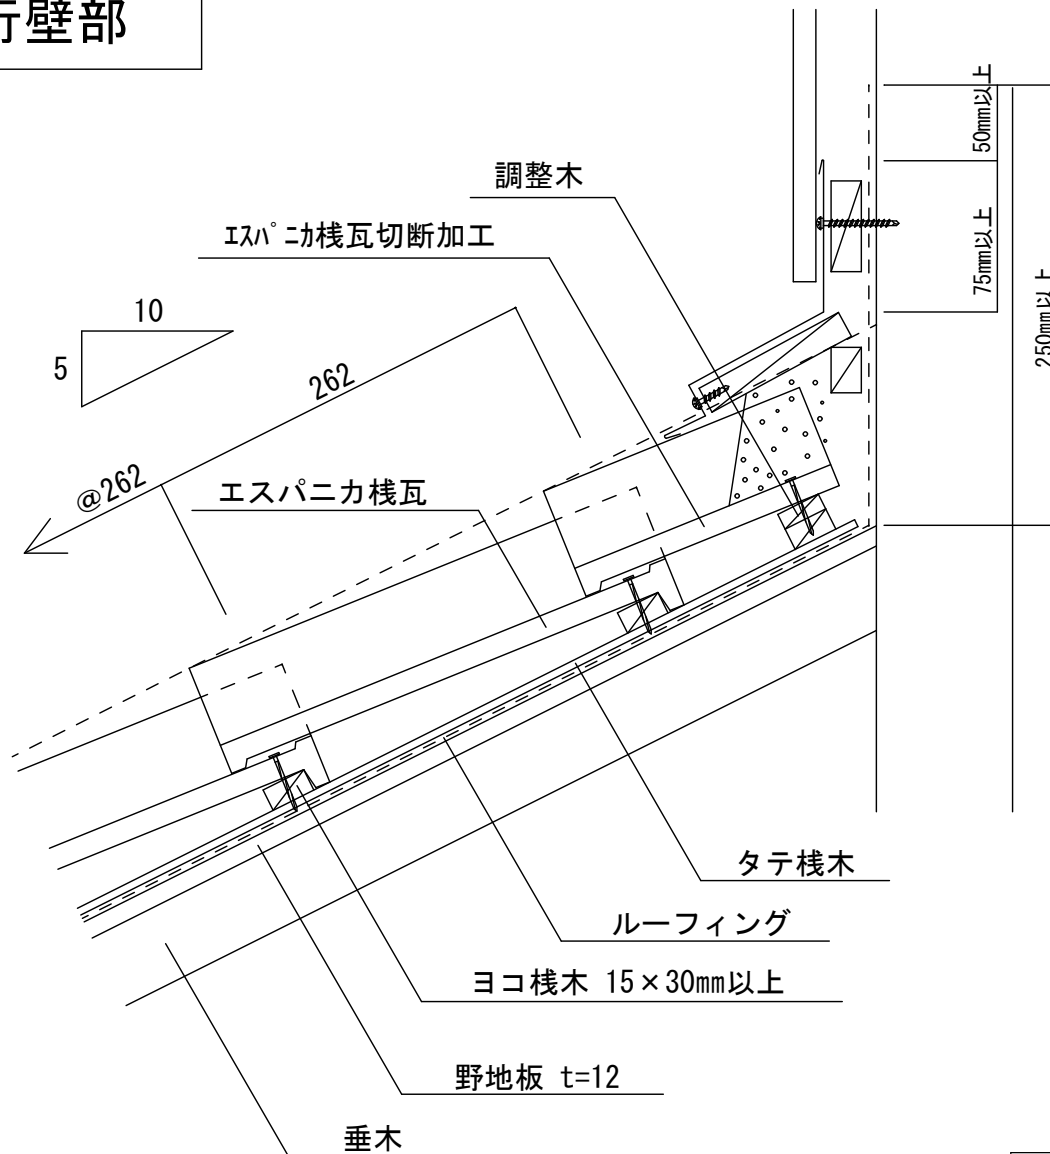 行壁部
50mm以上
調整木
75mm以上
ｴｽﾊﾟﾆｶ桟瓦切断加工
250mm以上
10
5
262
@262
エスパニカ桟瓦
タテ桟木
ルーフィング
ヨコ桟木 15×30mm以上
野地板 t=12
垂木